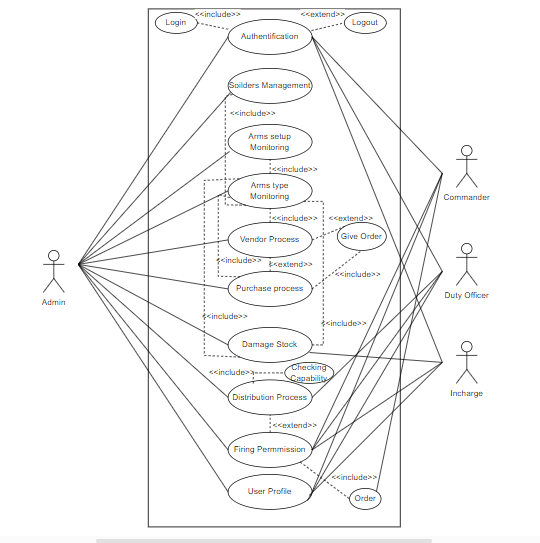 <<include>>
<<extend>>
Login
Logout
Authentification
Soilders Management
<<include>>
Arms setup
Monitoring
<<include>>
Arms type
Monitoring
Commander
<<include>>
<<extend>>
Vendor Process
Give Order
<<include>>
<<extend>>
<<include>>
Purchase process
Duty Officer
Admin
<<include>>
<<include>>
Damage Stock
Checking
Capability
<<include>>
Distribution Process
Incharge
<<extend>>
Firing Permmission
<<include>>
User Profile
Order